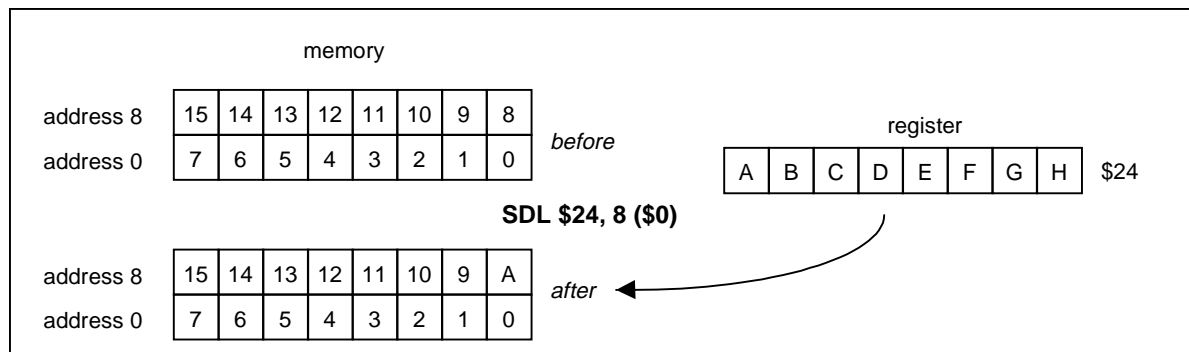 memory
address 8 15 14 13 12 11 10 9 8
address 0 7 6 5 4 3 2 1 0
before
register
A B C D E F G H $24
SDL $24, 8 ($0)
address 8 15 14 13 12 11 10 9 A
address 0 7 6 5 4 3 2 1 0
after